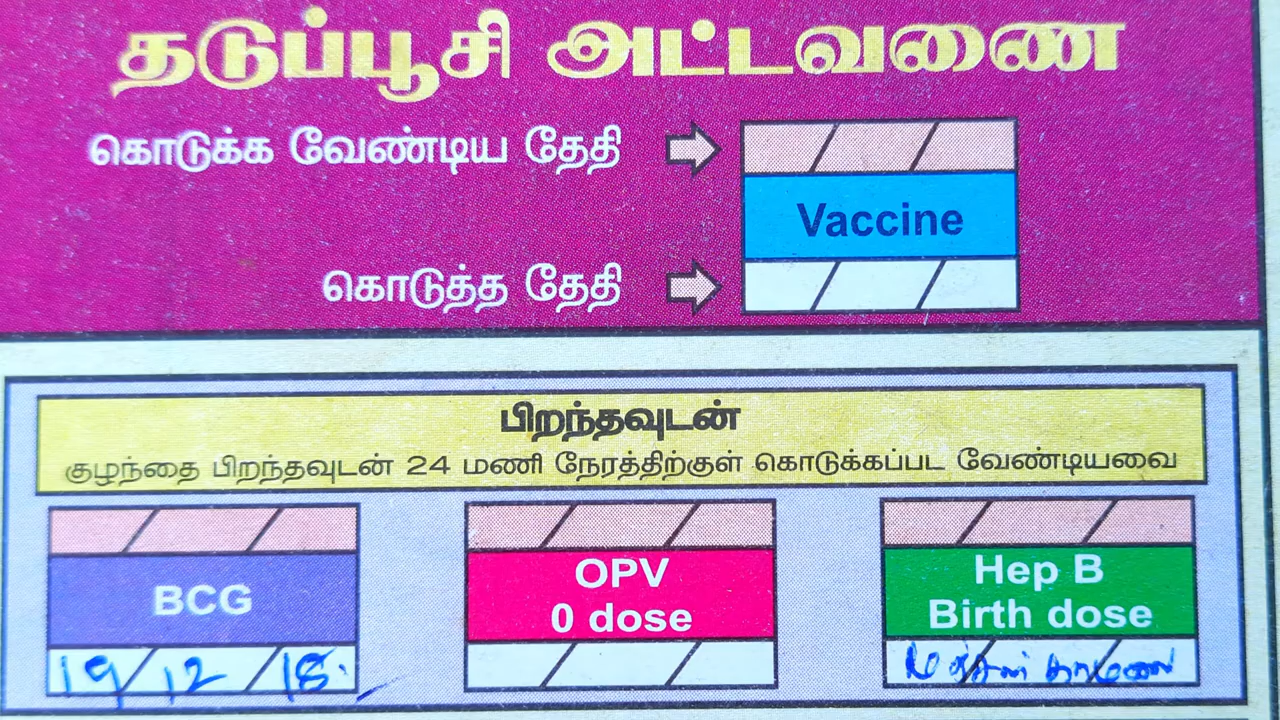 தடுப்பூசி அட்டவணை
கொடுக்க வேண்டிய தேதி
Vaccine
கொடுத்த தேதி
பிறந்தவுடன்
குழந்தை பிறந்தவுடன் 24 மணி நேரத்திற்குள் கொடுக்கப்பட வேண்டியவை
BCG
19/12/18
OPV
0 dose
Hep B
Birth dose